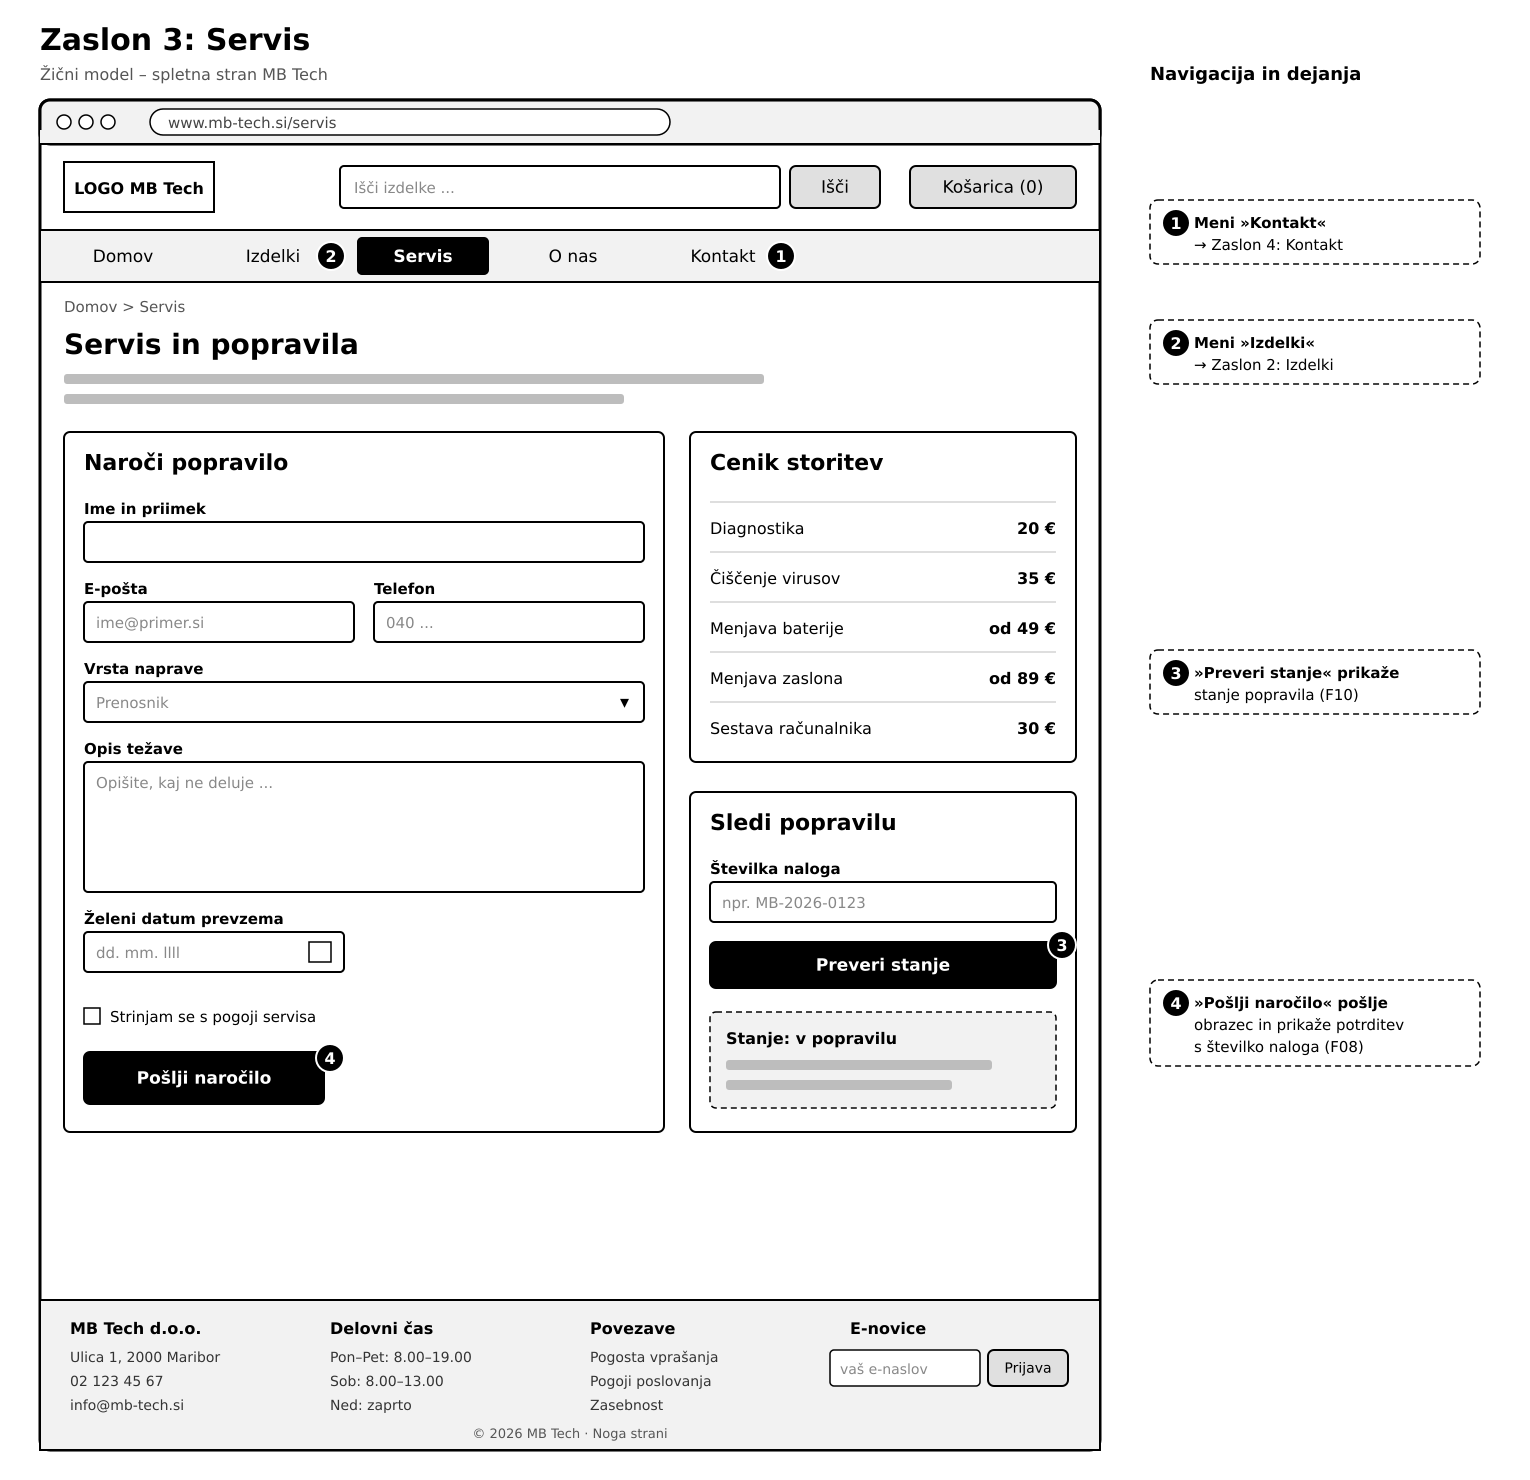 Zaslon 3: Servis
Žični model – spletna stran MB Tech
Navigacija in dejanja
www.mb-tech.si/servis
LOGO MB Tech
Išči izdelke ...
Išči
Košarica (0)
Domov
Izdelki
2
Servis
O nas
Kontakt
1
Domov > Servis
Servis in popravila
Naroči popravilo
Ime in priimek
E-pošta
Telefon
ime@primer.si
040 ...
Vrsta naprave
Prenosnik
▼
Opis težave
Opišite, kaj ne deluje ...
Želeni datum prevzema
dd. mm. llll
Strinjam se s pogoji servisa
Pošlji naročilo
4
Cenik storitev
Diagnostika 20 €
Čiščenje virusov 35 €
Menjava baterije od 49 €
Menjava zaslona od 89 €
Sestava računalnika 30 €
Sledi popravilu
Številka naloga
npr. MB-2026-0123
Preveri stanje
3
Stanje: v popravilu
1 Meni »Kontakt«
→ Zaslon 4: Kontakt
2 Meni »Izdelki«
→ Zaslon 2: Izdelki
3 »Preveri stanje« prikaže
stanje popravila (F10)
4 »Pošlji naročilo« pošlje
obrazec in prikaže potrditev
s številko naloga (F08)
MB Tech d.o.o.
Ulica 1, 2000 Maribor
02 123 45 67
info@mb-tech.si
Delovni čas
Pon–Pet: 8.00–19.00
Sob: 8.00–13.00
Ned: zaprto
Povezave
Pogosta vprašanja
Pogoji poslovanja
Zasebnost
E-novice
vaš e-naslov
Prijava
© 2026 MB Tech · Noga strani